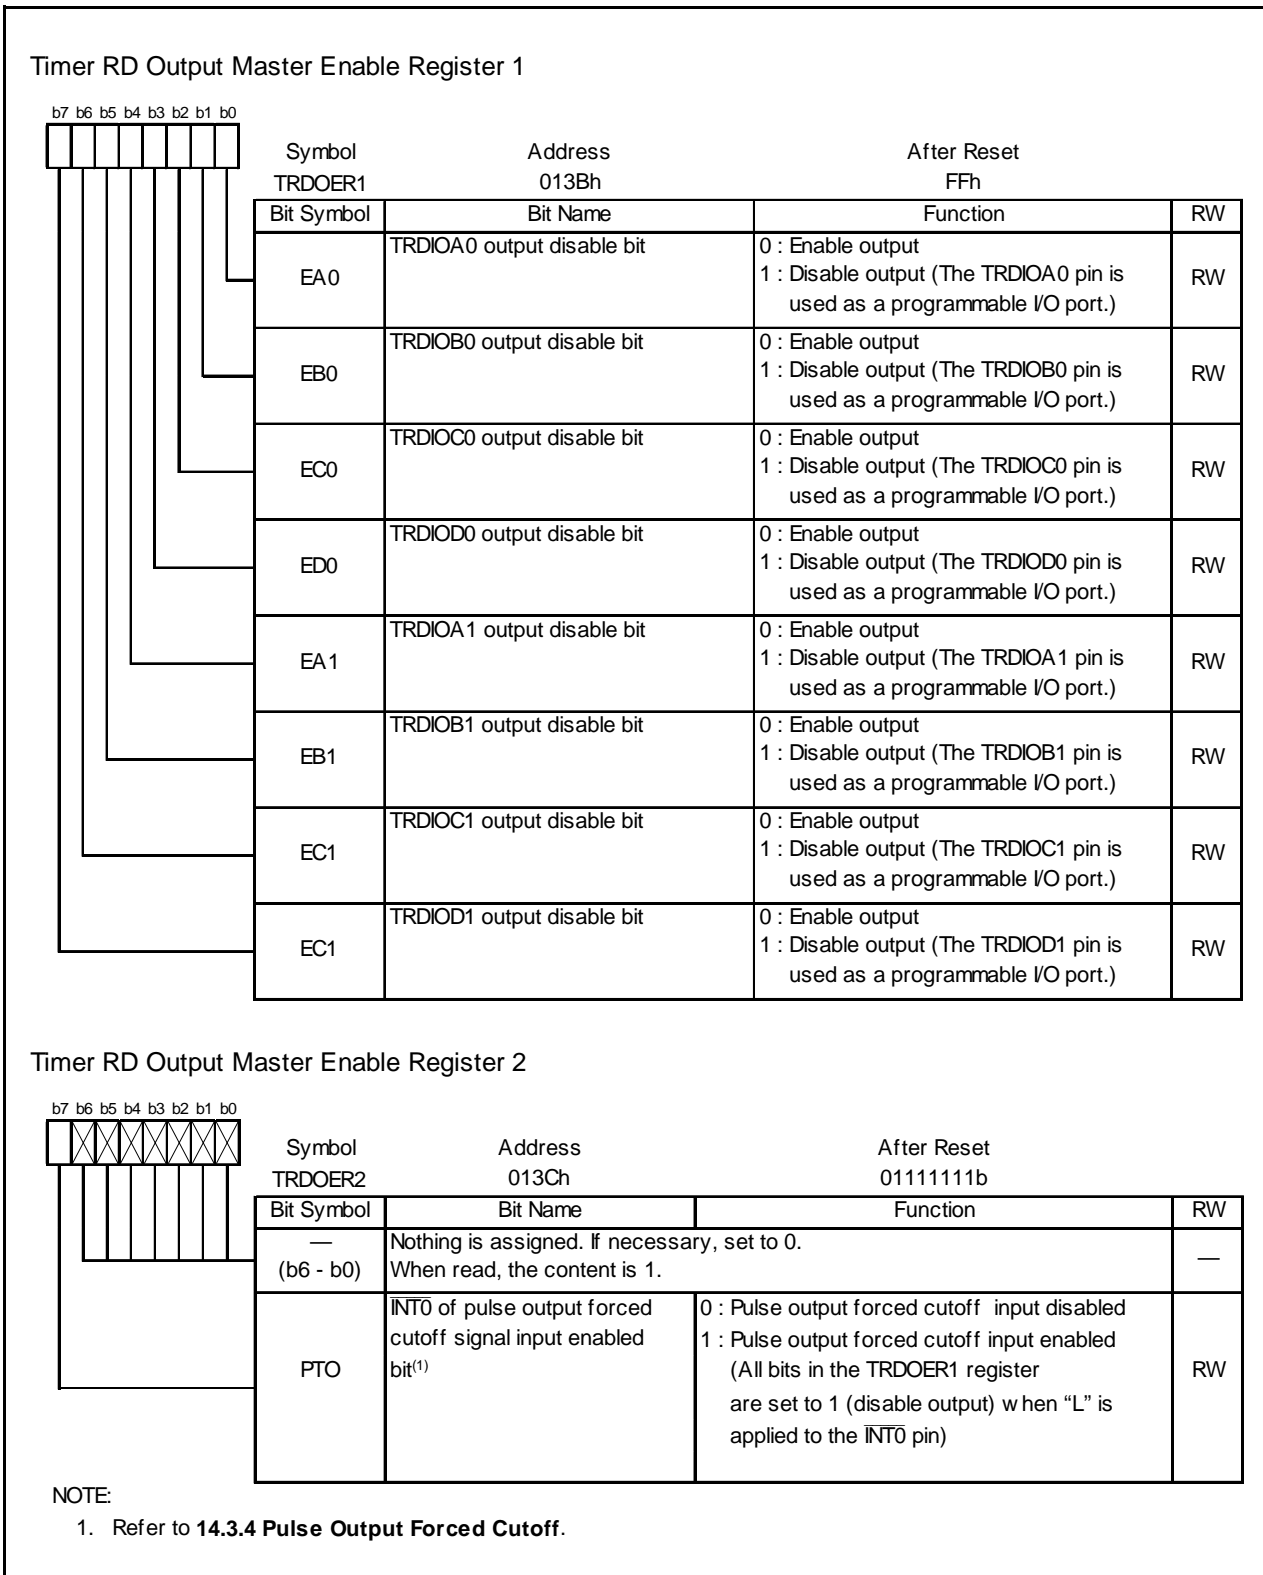 Timer RD Output Master Enable Register 1
b7 b6 b5 b4 b3 b2 b1 b0
Symbol Address After Reset
TRDOER1 013Bh FFh
Bit Symbol Bit Name Function RW
EA0 TRDIOA0 output disable bit 0 : Enable output
1 : Disable output (The TRDIOA0 pin is
used as a programmable I/O port.) RW
EB0 TRDIOB0 output disable bit 0 : Enable output
1 : Disable output (The TRDIOB0 pin is
used as a programmable I/O port.) RW
EC0 TRDIOC0 output disable bit 0 : Enable output
1 : Disable output (The TRDIOC0 pin is
used as a programmable I/O port.) RW
ED0 TRDIOD0 output disable bit 0 : Enable output
1 : Disable output (The TRDIOD0 pin is
used as a programmable I/O port.) RW
EA1 TRDIOA1 output disable bit 0 : Enable output
1 : Disable output (The TRDIOA1 pin is
used as a programmable I/O port.) RW
EB1 TRDIOB1 output disable bit 0 : Enable output
1 : Disable output (The TRDIOB1 pin is
used as a programmable I/O port.) RW
EC1 TRDIOC1 output disable bit 0 : Enable output
1 : Disable output (The TRDIOC1 pin is
used as a programmable I/O port.) RW
EC1 TRDIOD1 output disable bit 0 : Enable output
1 : Disable output (The TRDIOD1 pin is
used as a programmable I/O port.) RW
Timer RD Output Master Enable Register 2
b7 b6 b5 b4 b3 b2 b1 b0
Symbol Address After Reset
TRDOER2 013Ch 01111111b
Bit Symbol Bit Name Function RW
— Nothing is assigned. If necessary, set to 0. —
(b6 - b0) When read, the content is 1.
PTO
INT0 of pulse output forced
cutoff signal input enabled
bit(1)
0 : Pulse output forced cutoff input disabled
1 : Pulse output forced cutoff input enabled
(All bits in the TRDOER1 register
are set to 1 (disable output) when “L” is
applied to the INT0 pin)
RW
NOTE:
1. Refer to 14.3.4 Pulse Output Forced Cutoff.